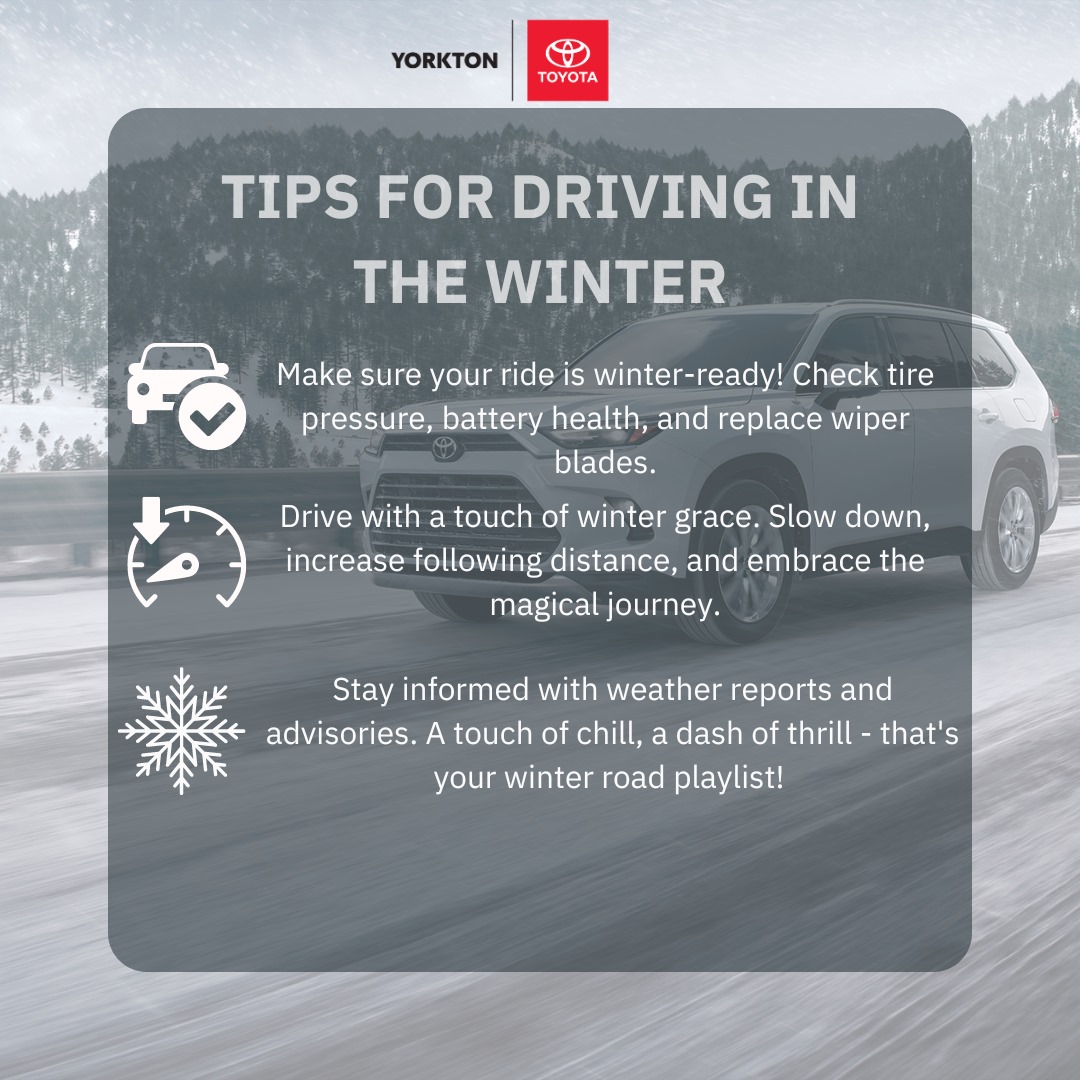 YORKTON
TOYOTA
TIPS FOR DRIVING IN
THE WINTER
Make sure your ride is winter-ready! Check tire
pressure, battery health, and replace wiper
blades.
Drive with a touch of winter grace. Slow down,
increase following distance, and embrace the
magical journey.
Stay informed with weather reports and
advisories. A touch of chill, a dash of thrill - that's
your winter road playlist!